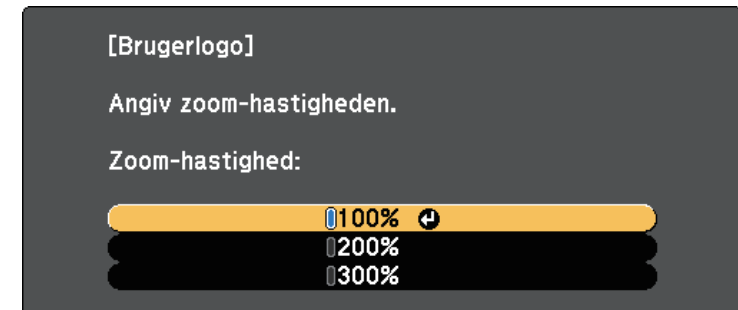 [Brugerlogo]
Angiv zoom-hastigheden.
Zoom-hastighed:
100%
200%
300%